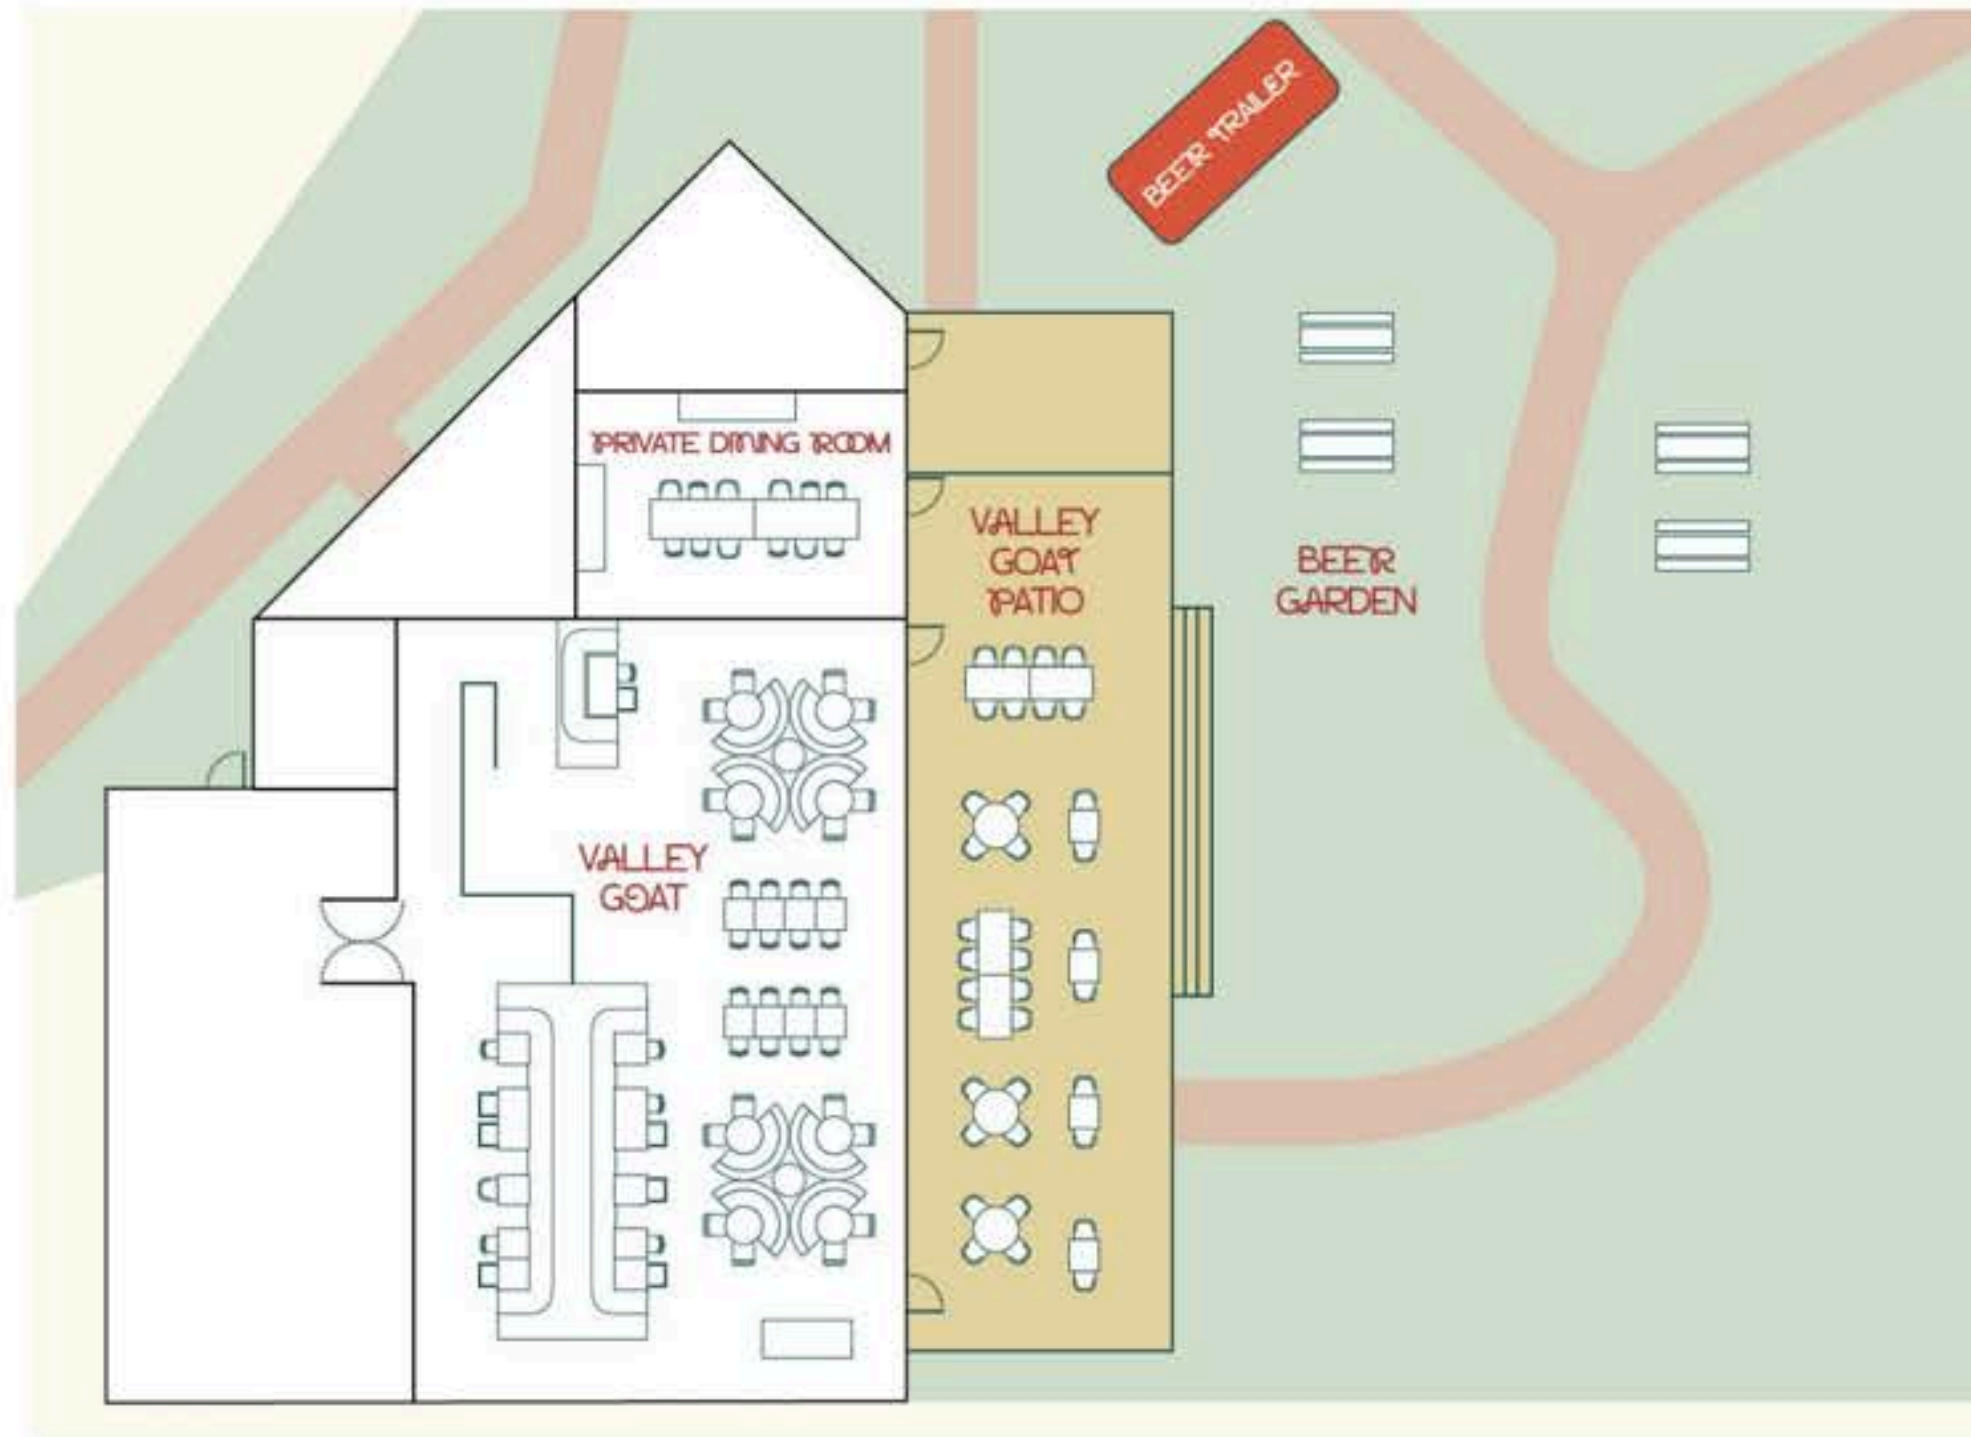 BEER TRAILER
PRIVATE DINING ROOM
VALLEY
GOAT
PATIO
BEER
GARDEN
VALLEY
GOAT